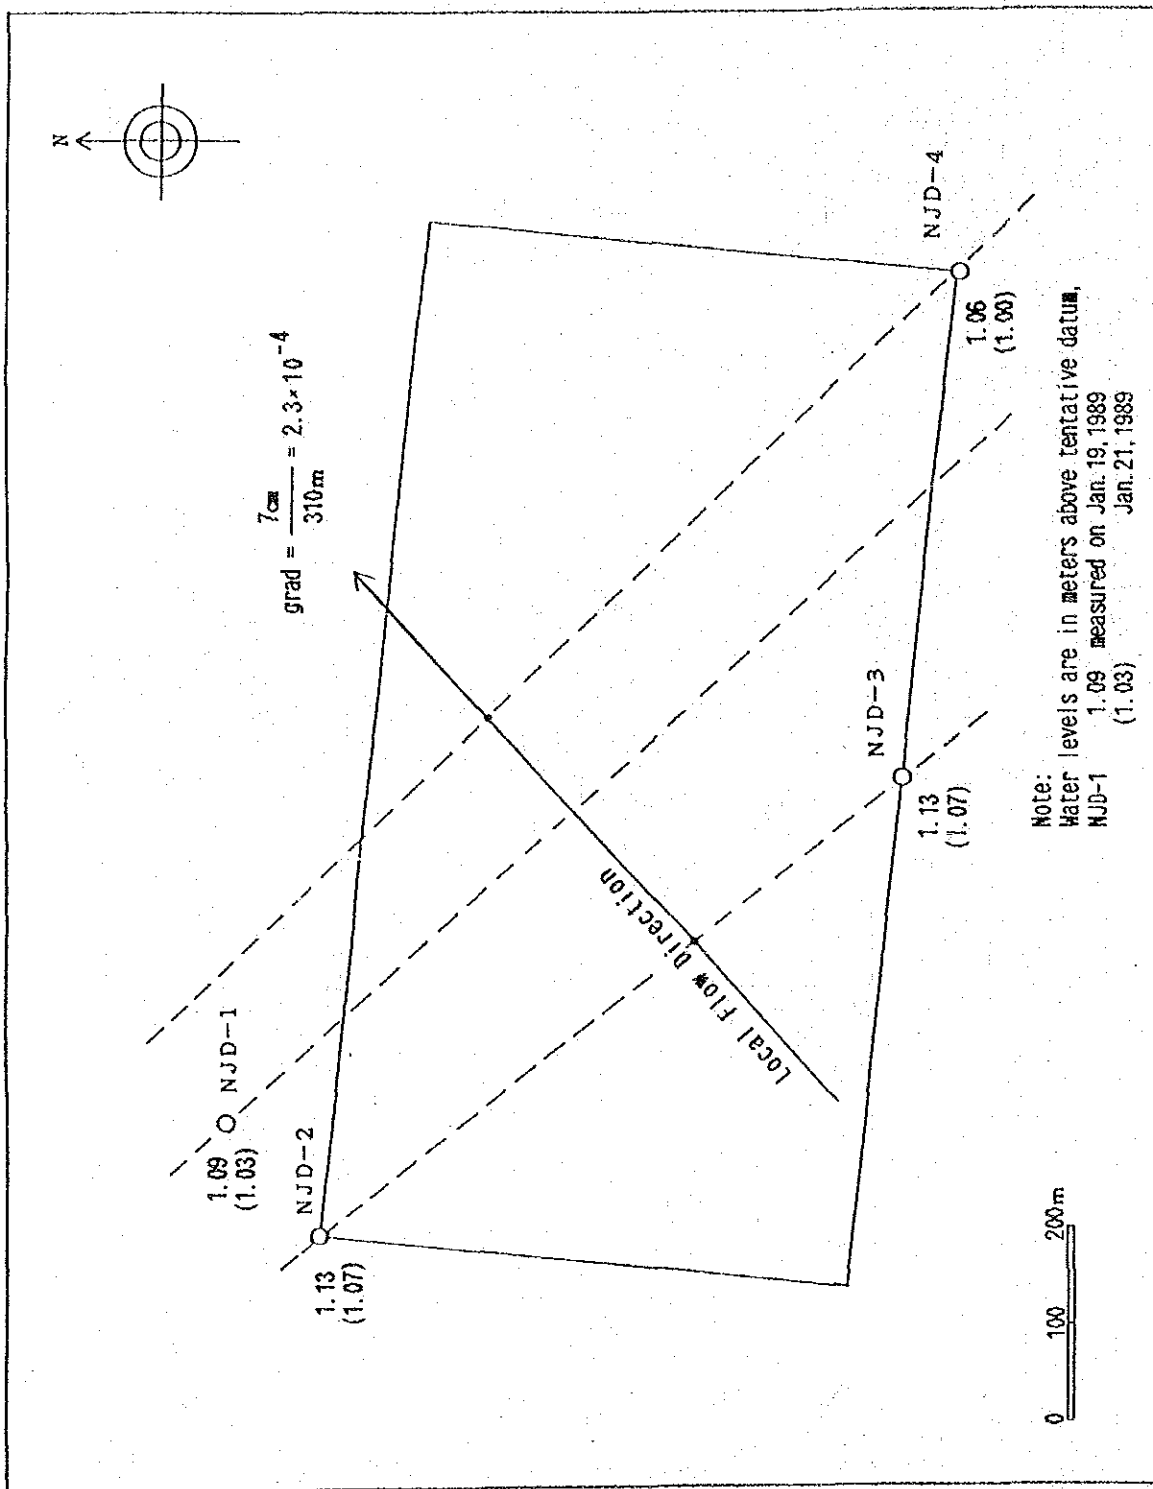 N
NJD-4
1.06
(1.00)
grad = 7cm / 310m = 2.3×10⁻⁴
NJD-3
1.13
(1.07)
Local Flow Direction
NJD-1
1.09
(1.03)
NJD-2
1.13
(1.07)
0 100 200m
Note:
Water levels are in meters above tentative datum,
NJD-1 1.09 measured on Jan.19,1989
(1.03) Jan.21,1989